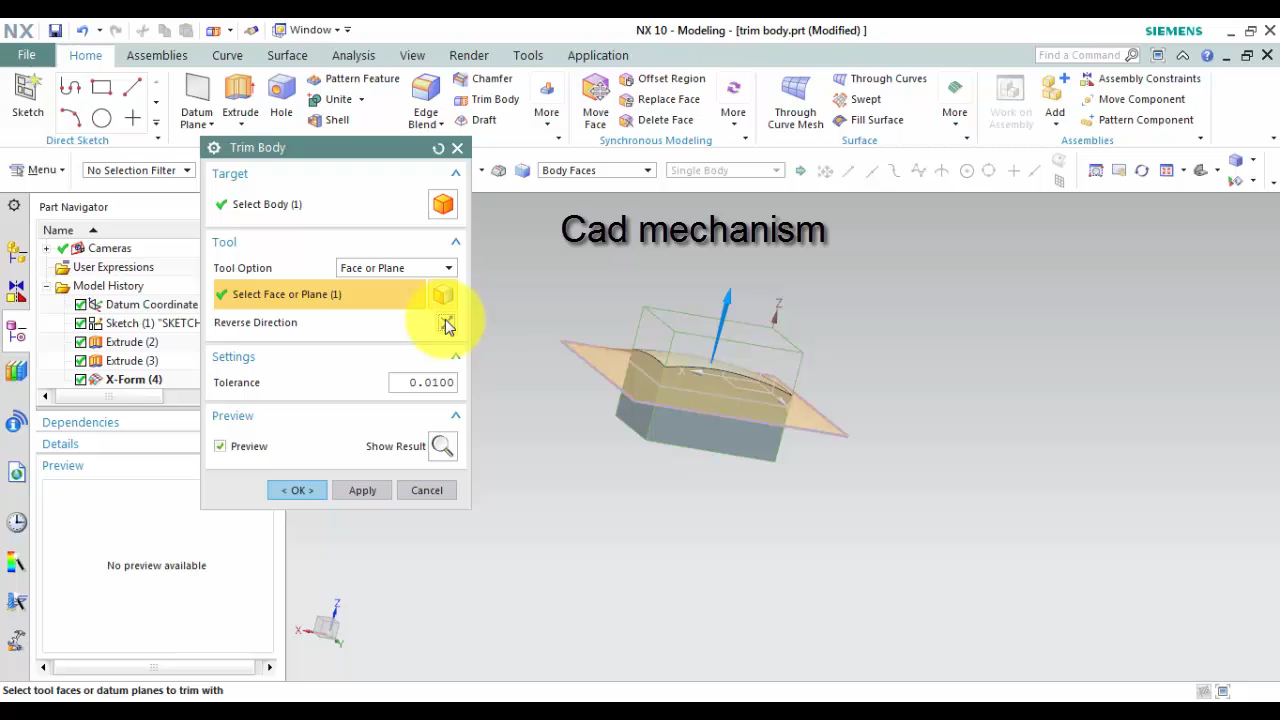 NX
Window
NX 10 - Modeling - [trim body.prt (Modified) ]
SIEMENS
File Home Assemblies Curve Surface Analysis View Render Tools Application
Find a Command
Sketch
Direct Sketch
Datum Plane
Extrude
Hole
Pattern Feature
Unite
Shell
Edge Blend
Chamfer
Trim Body
Draft
More
Move Face
Offset Region
Replace Face
Delete Face
More
Synchronous Modeling
Through Curve Mesh
Through Curves
Swept
Fill Surface
More
Surface
Work on Assembly
Add
Assembly Constraints
Move Component
Pattern Component
Assemblies
Menu
No Selection Filter
Body Faces
Single Body
Part Navigator
Name
Cameras
User Expressions
Model History
Datum Coordinate
Sketch (1) "SKETCH
Extrude (2)
Extrude (3)
X-Form (4)
Dependencies
Details
Preview
No preview available
Trim Body
Target
Select Body (1)
Tool
Tool Option Face or Plane
Select Face or Plane (1)
Reverse Direction
Settings
Tolerance 0.0100
Preview
Preview Show Result
< OK > Apply Cancel
Cad mechanism
Z
X
Z
X
Y
Select tool faces or datum planes to trim with